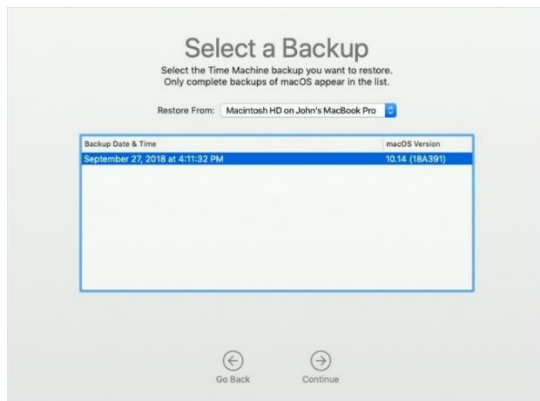 Select a Backup
Select the Time Machine backup you want to restore.
Only complete backups of macOS appear in the list.
Restore From: Macintosh HD on John's MacBook Pro
Backup Date & Time macOS Version
September 27, 2018 at 4:11:32 PM 10.14 (18A391)
Go Back Continue